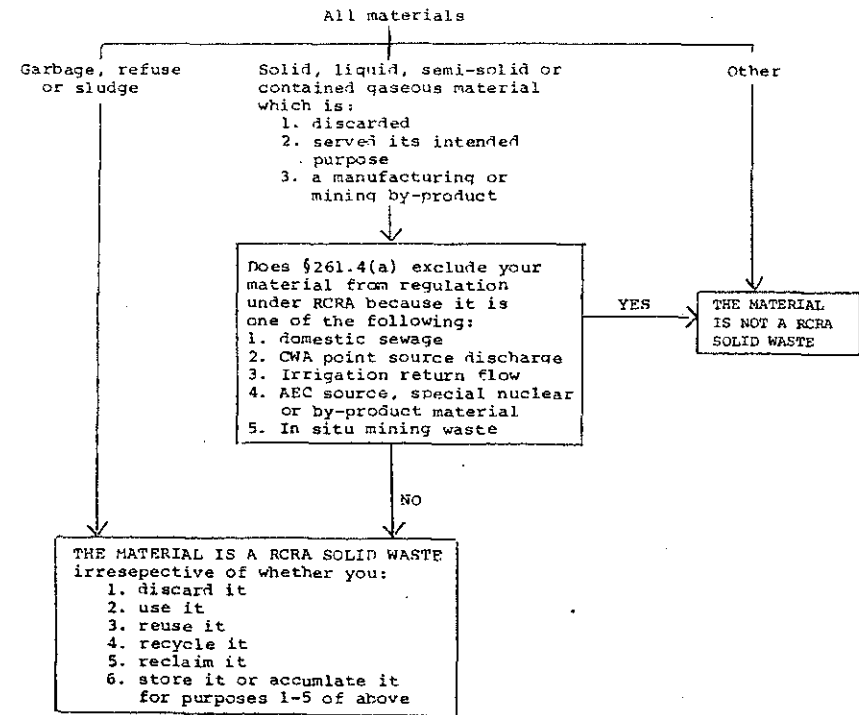 All materials
Garbage, refuse
or sludge
Solid, liquid, semi-solid or
contained gaseous material
which is:
1. discarded
2. served its intended
purpose
3. a manufacturing or
mining by-product
Other
Does §261.4(a) exclude your
material from regulation
under RCRA because it is
one of the following:
1. domestic sewage
2. CWA point source discharge
3. Irrigation return flow
4. AEC source, special nuclear
or by-product material
5. In situ mining waste
YES
THE MATERIAL
IS NOT A RCRA
SOLID WASTE
NO
THE MATERIAL IS A RCRA SOLID WASTE
irresepective of whether you:
1. discard it
2. use it
3. reuse it
4. recycle it
5. reclaim it
6. store it or accumlate it
for purposes 1-5 of above